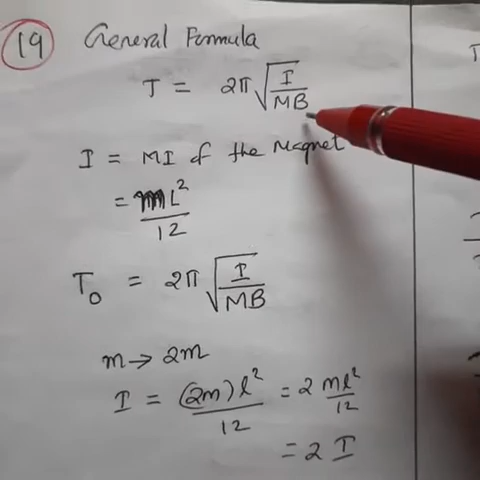 19 General Formula
T = 2π√(I/MB)
I = MI of the Magnet
= mL²/12
T₀ = 2π√(I/MB)
m → 2m
I = (2m)l²/12 = 2 ml²/12
= 2 I